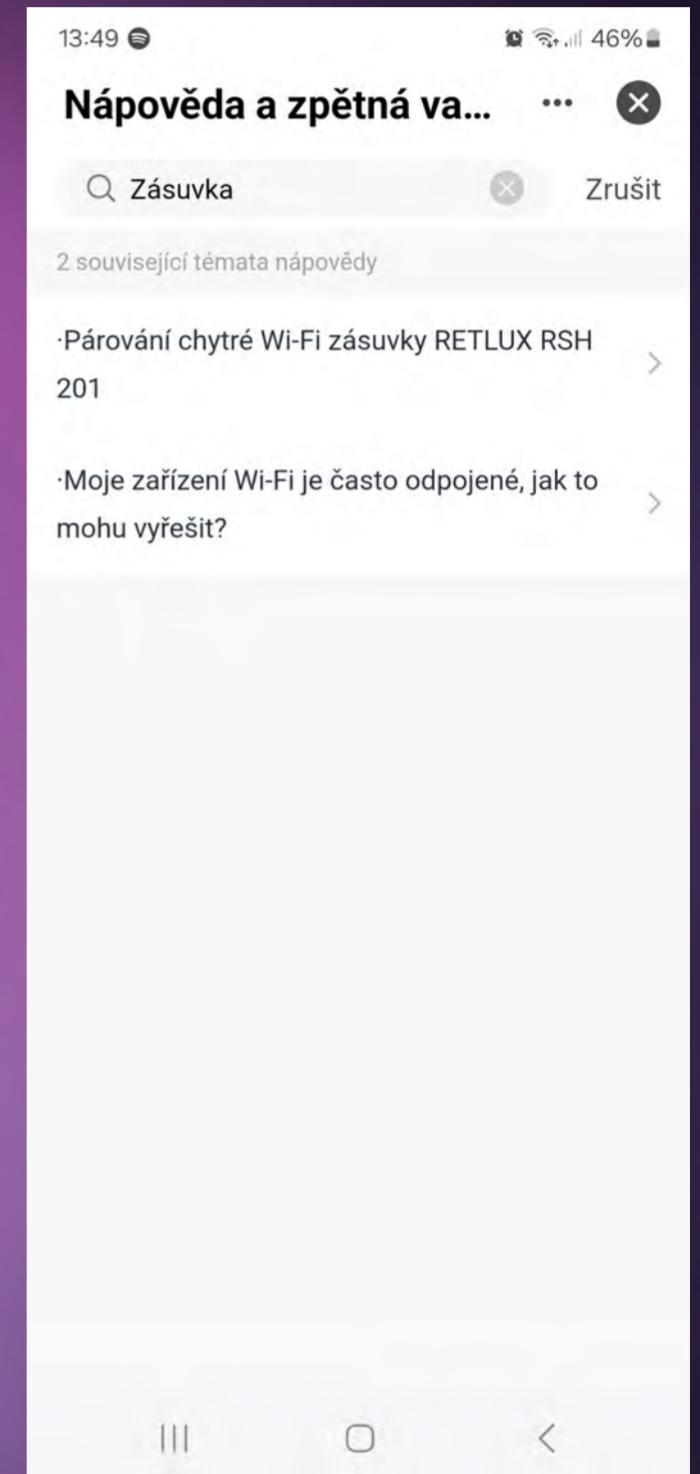 13:49
46%
Nápověda a zpětná va...
Zásuvka
Zrušit
2 související témata nápovědy
·Párování chytré Wi-Fi zásuvky RETLUX RSH
201
·Moje zařízení Wi-Fi je často odpojené, jak to
mohu vyřešit?